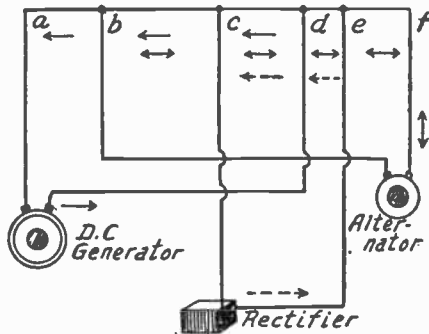 a b c d e f
D.C
Generator
Alter-
nator
Rectifier